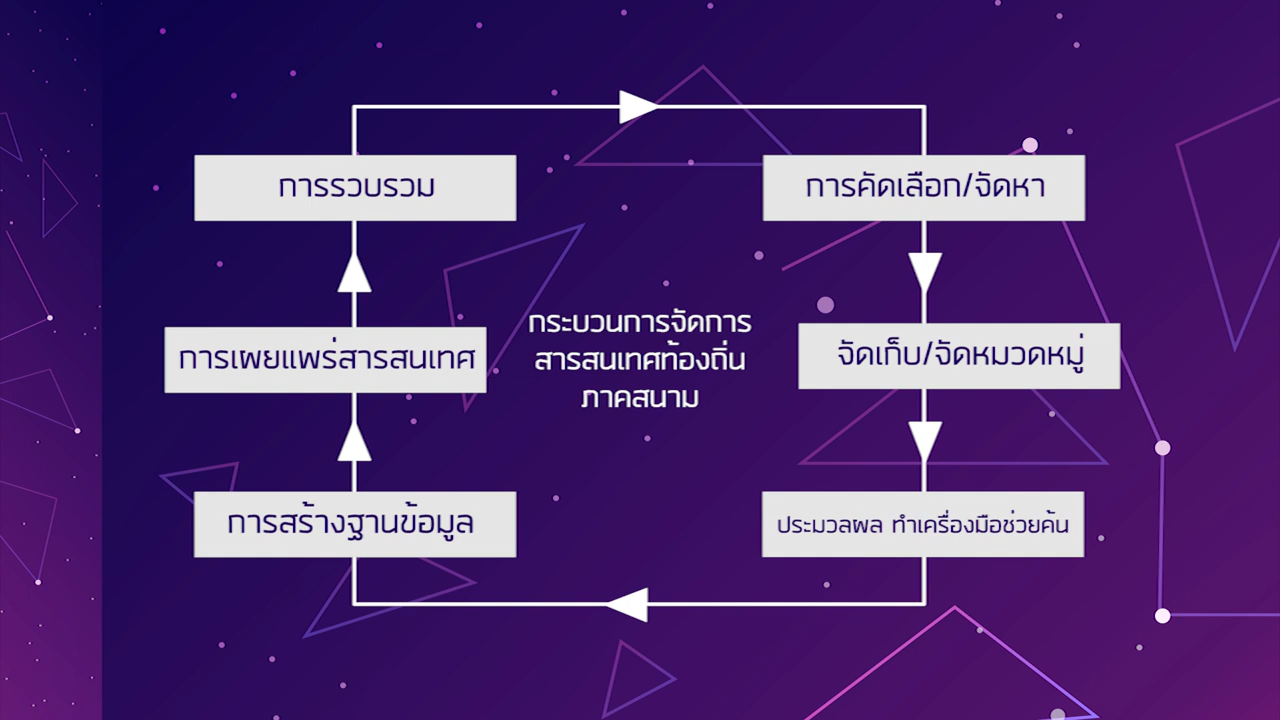 การรวบรวม
การคัดเลือก/จัดหา
กระบวนการจัดการ
สารสนเทศท้องถิ่น
ภาคสนาม
การเผยแพร่สารสนเทศ
จัดเก็บ/จัดหมวดหมู่
การสร้างฐานข้อมูล
ประมวลผล ทำเครื่องมือช่วยค้น